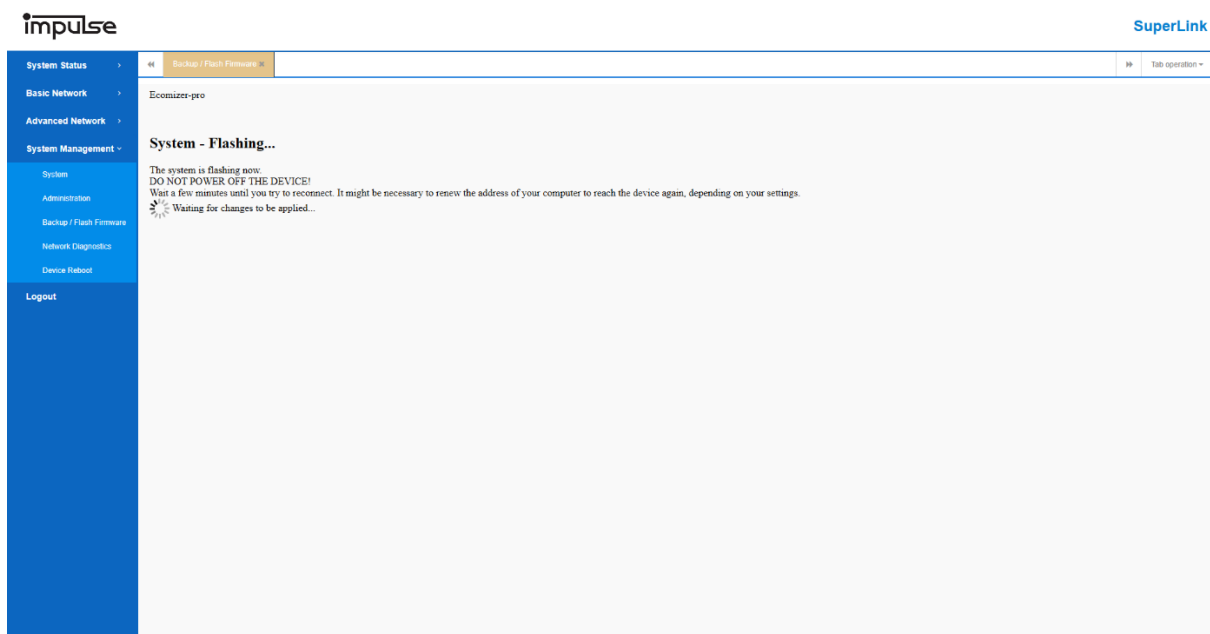 impulse
SuperLink
System Status
Basic Network
Advanced Network
System Management
System
Administration
Backup / Flash Firmware
Network Diagnostics
Device Reboot
Logout
Backup / Flash Firmware
Tab operation
Ecomizer-pro
System - Flashing...
The system is flashing now.
DO NOT POWER OFF THE DEVICE!
Wait a few minutes until you try to reconnect. It might be necessary to renew the address of your computer to reach the device again, depending on your settings.
Waiting for changes to be applied...